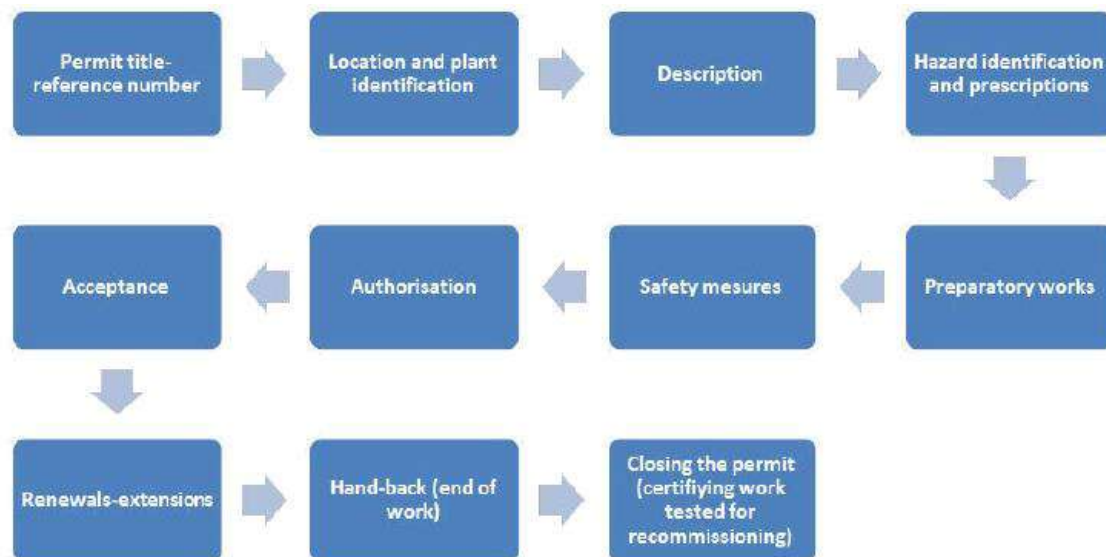 Permit title-
reference number
Location and plant
identification
Description
Hazard identification
and prescriptions
Preparatory works
Safety mesures
Authorisation
Acceptance
Renewals-extensions
Hand-back (end of
work)
Closing the permit
(certifiying work
tested for
recommissioning)